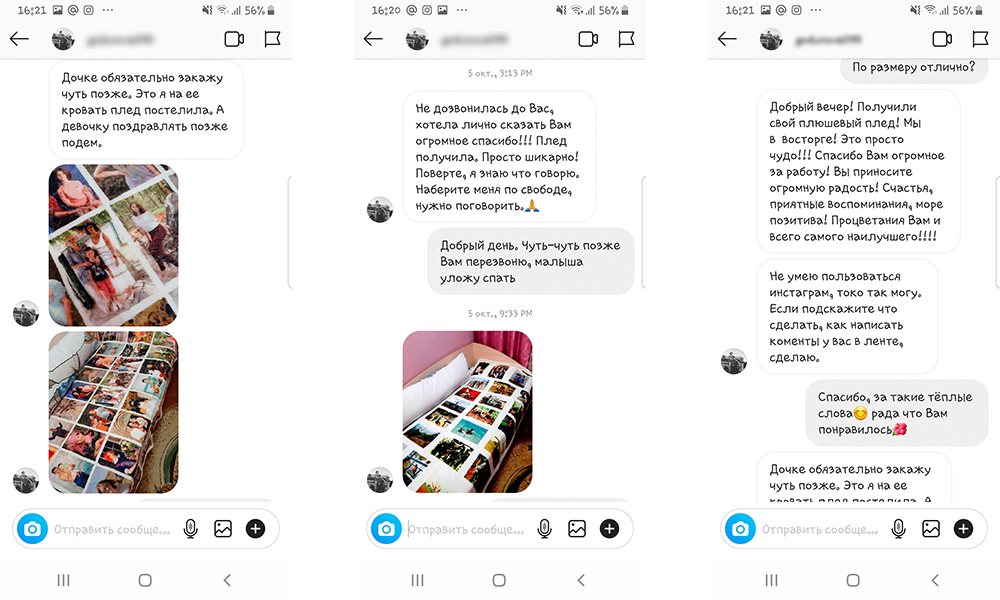 16:21
56%
Дочке обязательно закажу
чуть позже. Это я на ее
кровать плед постелила. А
девочку поздравлять позже
подем.
Отправить сообще...
16:20
56%
5 окт., 3:13 PM
Не дозвонилась до Вас,
хотела лично сказать Вам
огромное спасибо!!! Плед
получила. Просто шикарно!
Поверте, я знаю что говорю.
Наберите меня по свободе,
нужно поговорить.🙏
Добрый день. Чуть-чуть позже
Вам перезвоню, малыша
уложу спать
5 окт., 9:33 PM
Отправить сообще...
16:21
56%
По размеру отлично?
Добрый вечер! Получили
свой плюшевый плед! Мы
в восторге! Это просто
чудо!!! Спасибо Вам огромное
за работу! Вы приносите
огромную радость! Счастья,
приятные воспоминания, море
позитива! Процветания Вам и
всего самого наилучшего!!!!
Не умею пользоваться
инстаграм, токо так могу.
Если подскажите что
сделать, как написать
коменты у вас в ленте,
сделаю.
Спасибо, за такие тёплые
слова😊 рада что Вам
понравилось🌺
Дочке обязательно закажу
чуть позже. Это я на ее
кровать плед постелила. А
Отправить сообще...